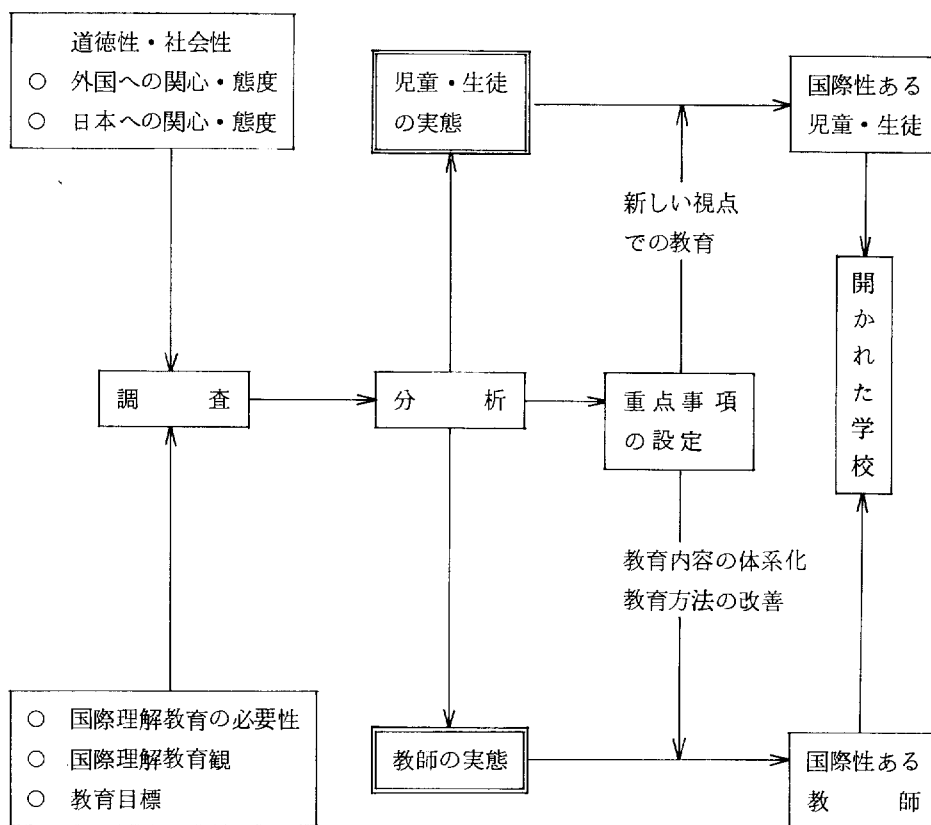 道徳性・社会性
○ 外国への関心・態度
○ 日本への関心・態度
児童・生徒
の実態
国際性ある
児童・生徒
新しい視点
での教育
開かれた学校
調査
分析
重点事項
の設定
教育内容の体系化
教育方法の改善
○ 国際理解教育の必要性
○ 国際理解教育観
○ 教育目標
教師の実態
国際性ある
教師